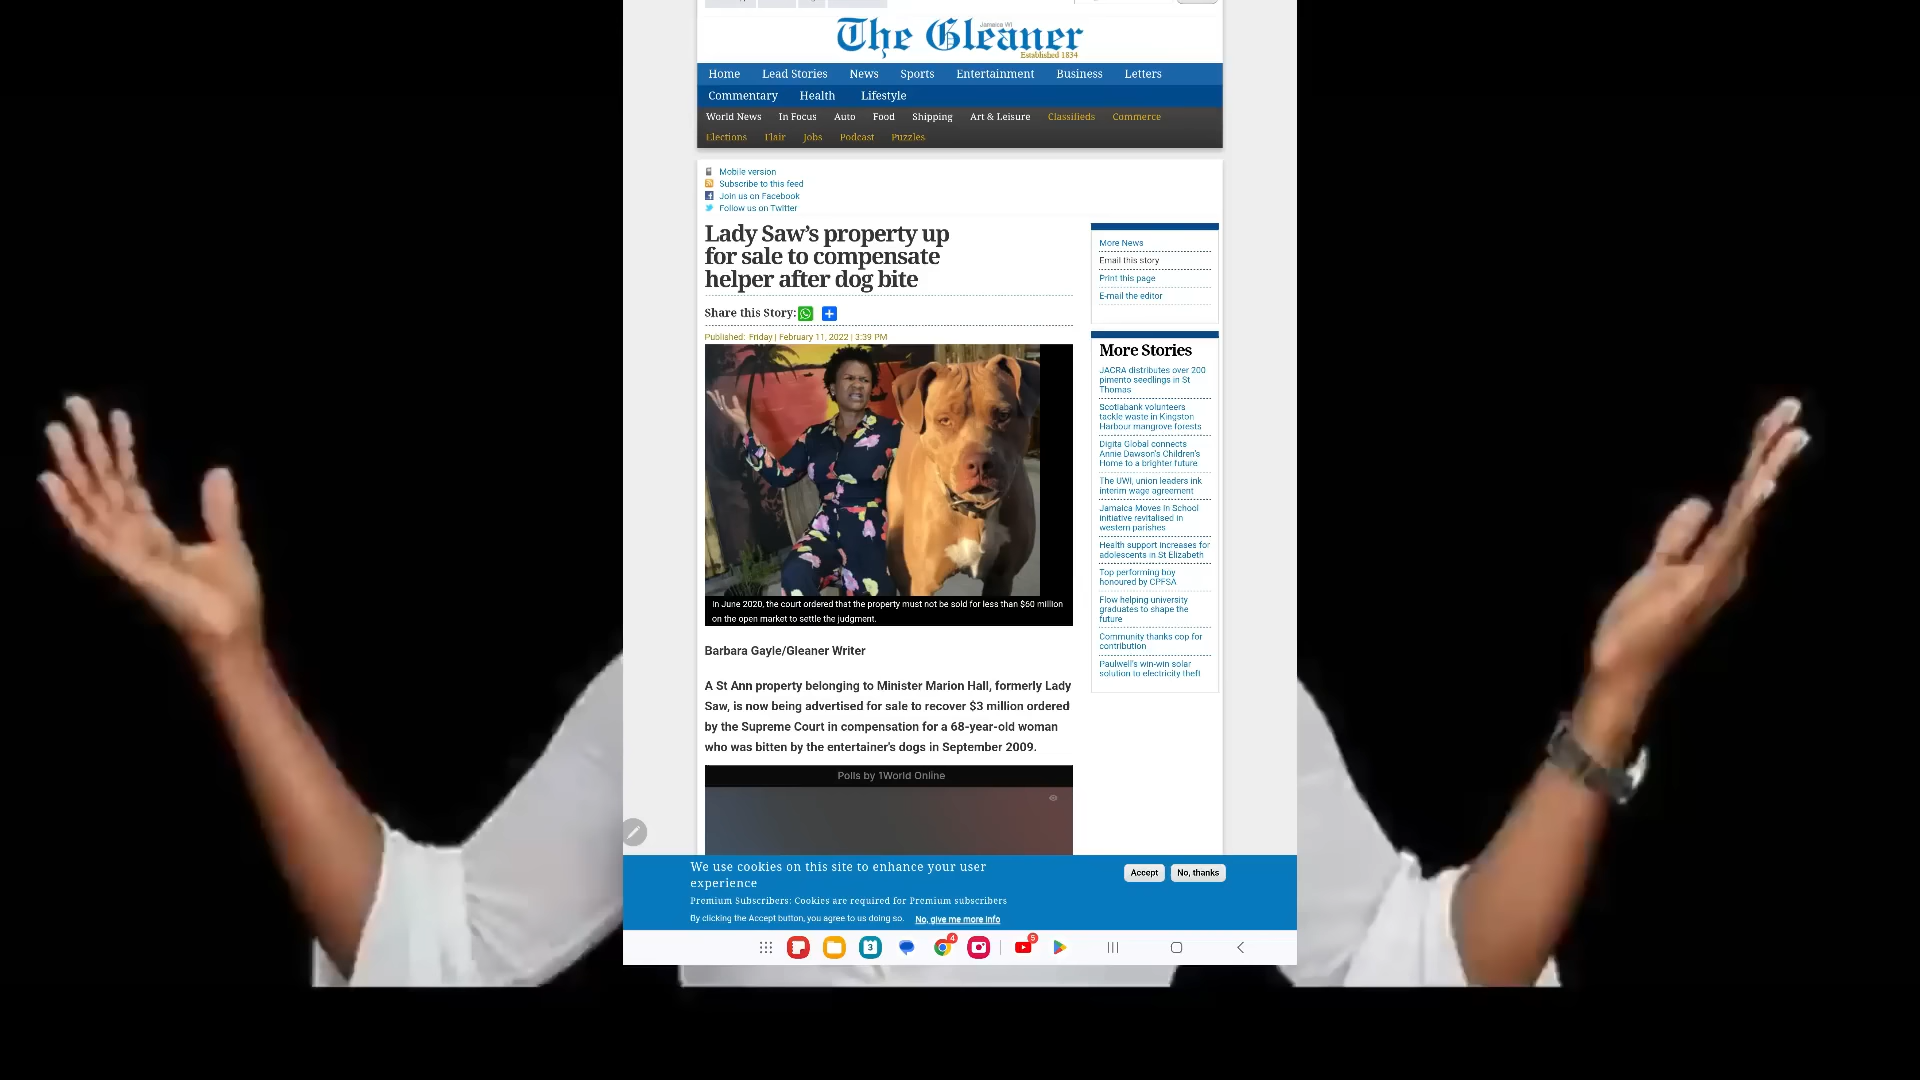 Jamaica WI
The Gleaner
Established 1834
Home Lead Stories News Sports Entertainment Business Letters
Commentary Health Lifestyle
World News In Focus Auto Food Shipping Art & Leisure Classifieds Commerce
Elections Flair Jobs Podcast Puzzles
Mobile version
Subscribe to this feed
Join us on Facebook
Follow us on Twitter
Lady Saw's property up
for sale to compensate
helper after dog bite
Share this Story:
Published: Friday | February 11, 2022 | 3:39 PM
In June 2020, the court ordered that the property must not be sold for less than $60 million
on the open market to settle the judgment.
Barbara Gayle/Gleaner Writer
A St Ann property belonging to Minister Marion Hall, formerly Lady
Saw, is now being advertised for sale to recover $3 million ordered
by the Supreme Court in compensation for a 68-year-old woman
who was bitten by the entertainer's dogs in September 2009.
Polls by 1World Online
More News
Email this story
Print this page
E-mail the editor
More Stories
JACRA distributes over 200
pimento seedlings in St
Thomas
Scotiabank volunteers
tackle waste in Kingston
Harbour mangrove forests
Digita Global connects
Annie Dawson's Children's
Home to a brighter future
The UWI, union leaders ink
interim wage agreement
Jamaica Moves in School
initiative revitalised in
western parishes
Health support increases for
adolescents in St Elizabeth
Top performing boy
honoured by CPFSA
Flow helping university
graduates to shape the
future
Community thanks cop for
contribution
Paulwell's win-win solar
solution to electricity theft
We use cookies on this site to enhance your user
experience
Premium Subscribers: Cookies are required for Premium subscribers
By clicking the Accept button, you agree to us doing so. No, give me more info
Accept No, thanks
3 4 5